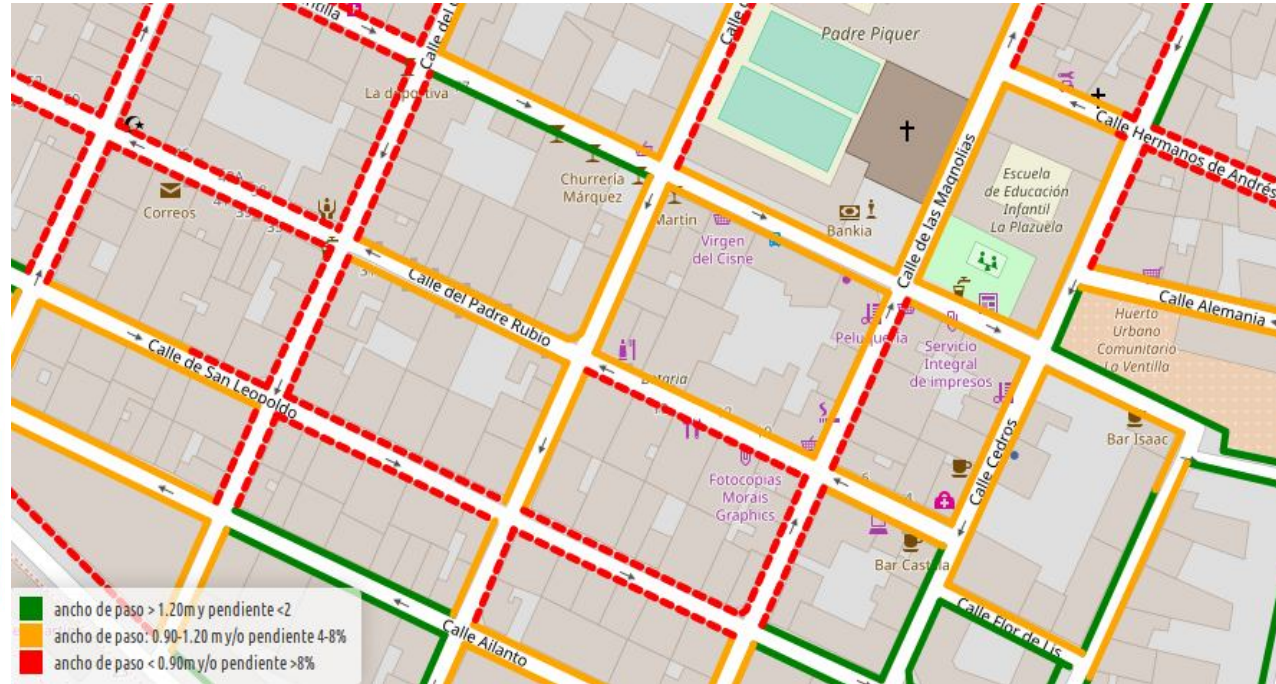 Padre Piquer
La deportiva
Calle Hermanos de Andrés
Churrería
Márquez
Escuela
de Educación
Infantil
La Plazuela
Correos
Martin
Virgen
del Cisne
Bankia
Calle de las Magnolias
Calle del Padre Rubio
Calle Alemania
Huerto
Urbano
Comunitario
La Ventilla
Peluquería
Servicio
Integral
de impresos
Calle de San Leopoldo
Bar Isaac
Calle Cedros
Fotocopias
Morais
Graphics
6
4
Bar Castela
Calle Flor de Lis
Calle Ailanto
ancho de paso > 1.20m y pendiente <2
ancho de paso: 0.90-1.20 m y/o pendiente 4-8%
ancho de paso < 0.90m y/o pendiente >8%